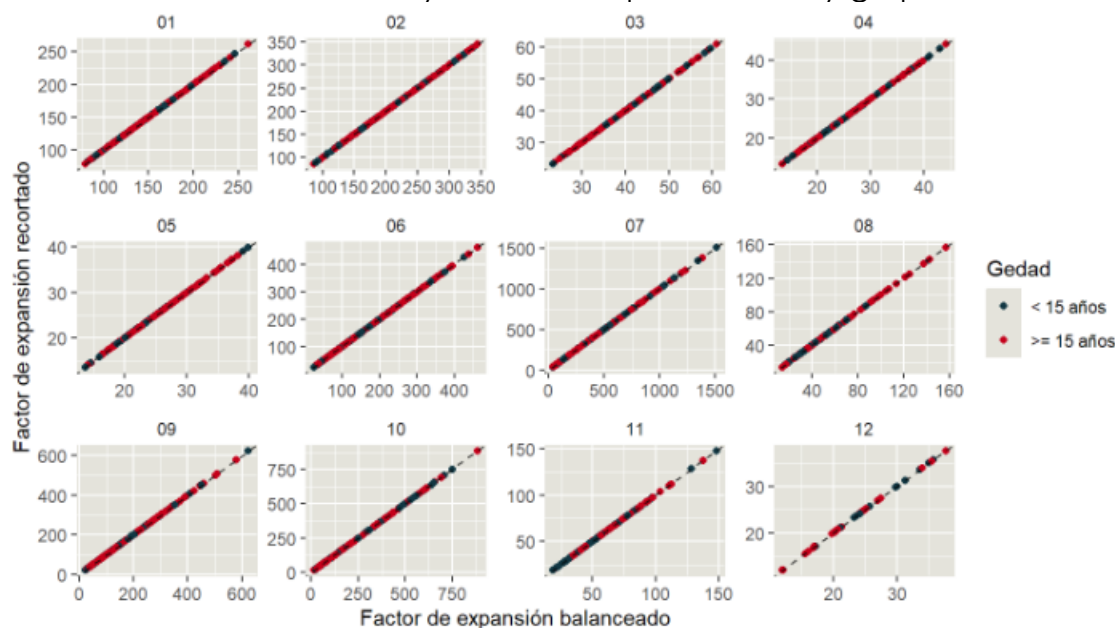 01 02 03 04
250 200 150 100
350 300 250 200 150 100
60 50 40 30
40 30 20
100 150 200 250
100 150 200 250 300 350
30 40 50 60
20 30 40
05 06 07 08
40 30 20
400 300 200 100
1500 1000 500 0
160 120 80 40
20 30 40
100 200 300 400
0 500 1000 1500
40 80 120 160
09 10 11 12
600 400 200 0
750 500 250 0
150 100 50
30 20
0 200 400 600
0 250 500 750
50 100 150
20 30
Factor de expansión recortado
Factor de expansión balanceado
Gedad
< 15 años
>= 15 años